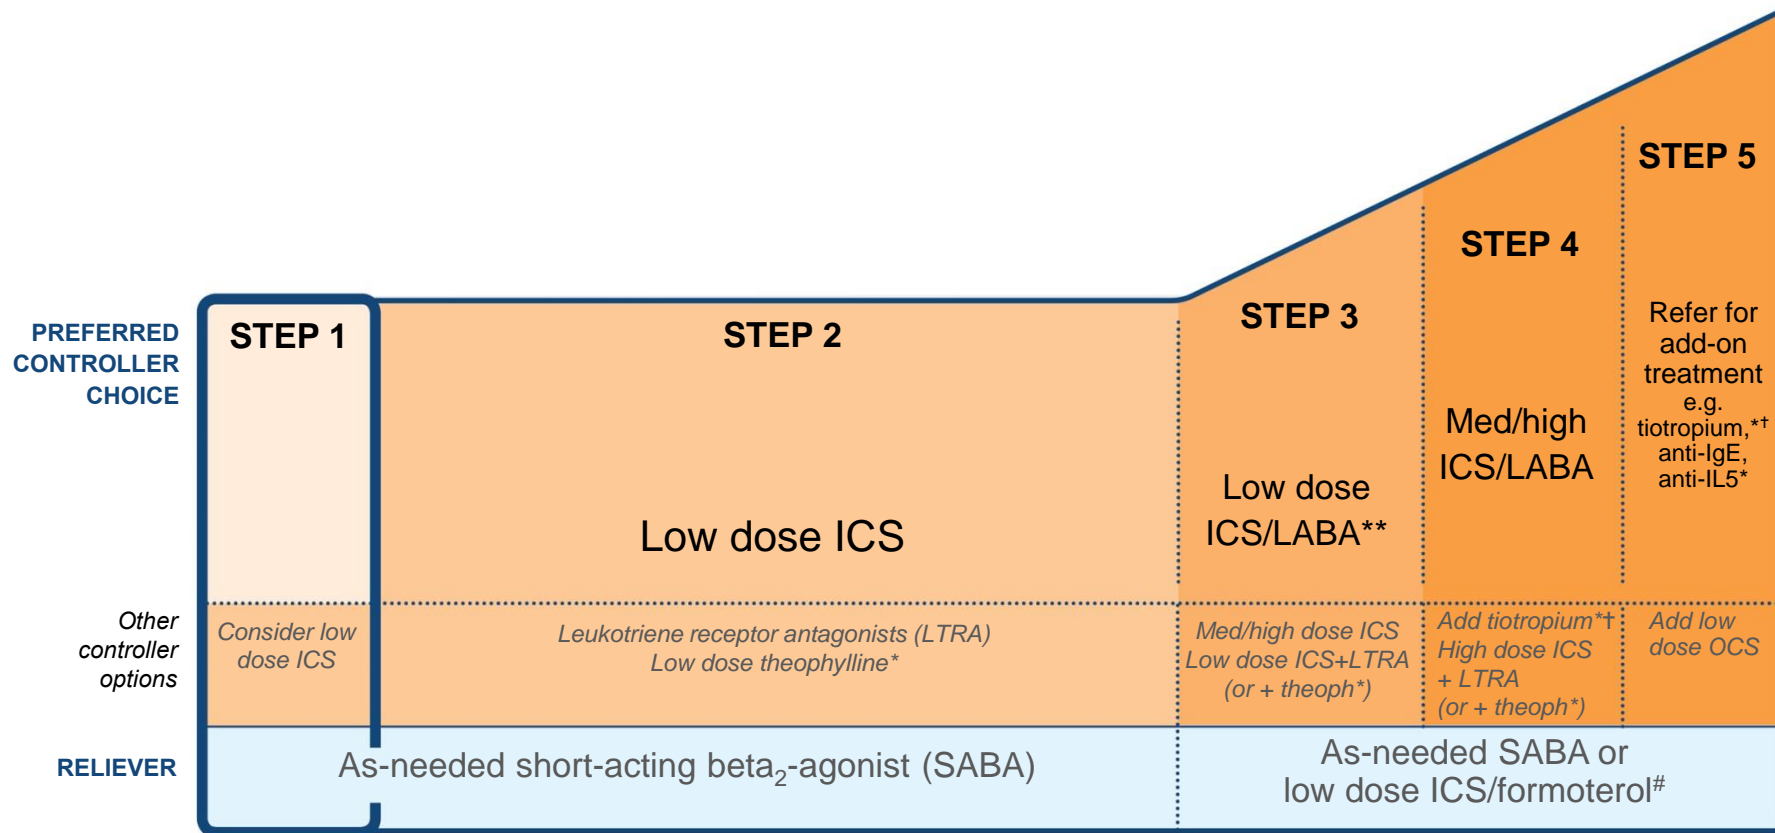 STEP 5
STEP 4
STEP 3
PREFERRED
CONTROLLER
CHOICE
STEP 1
STEP 2
Refer for
add-on
treatment
e.g.
tiotropium,*†
anti-IgE,
anti-IL5*
Med/high
ICS/LABA
Low dose
ICS/LABA**
Low dose ICS
Other
controller
options
Consider low
dose ICS
Leukotriene receptor antagonists (LTRA)
Low dose theophylline*
Med/high dose ICS
Low dose ICS+LTRA
(or + theoph*)
Add tiotropium*†
High dose ICS
+ LTRA
(or + theoph*)
Add low
dose OCS
RELIEVER
As-needed short-acting beta₂-agonist (SABA)
As-needed SABA or
low dose ICS/formoterol#